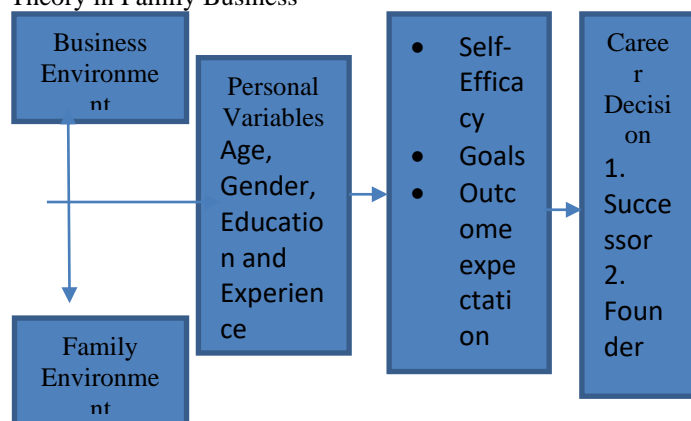 Theory in Family Business
Business
Environme
nt
Family
Environme
nt
Personal
Variables
Age,
Gender,
Educatio
n and
Experien
ce
• Self-
Effica
cy
• Goals
• Outc
ome
expe
ctati
on
Caree
r
Decisi
on
1.
Succe
ssor
2.
Foun
der